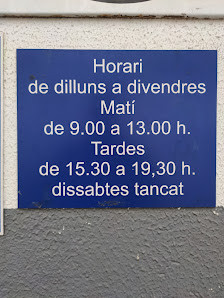 Horari
de dilluns a divendres
Matí
de 9.00 a 13.00 h.
Tardes
de 15.30 a 19,30 h.
dissabtes tancat